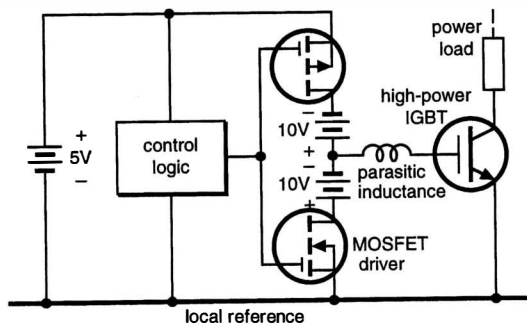 power
load
high-power
IGBT
+
5V
−
control
logic
−
10V
+
−
10V
+
parasitic
inductance
MOSFET
driver
local reference